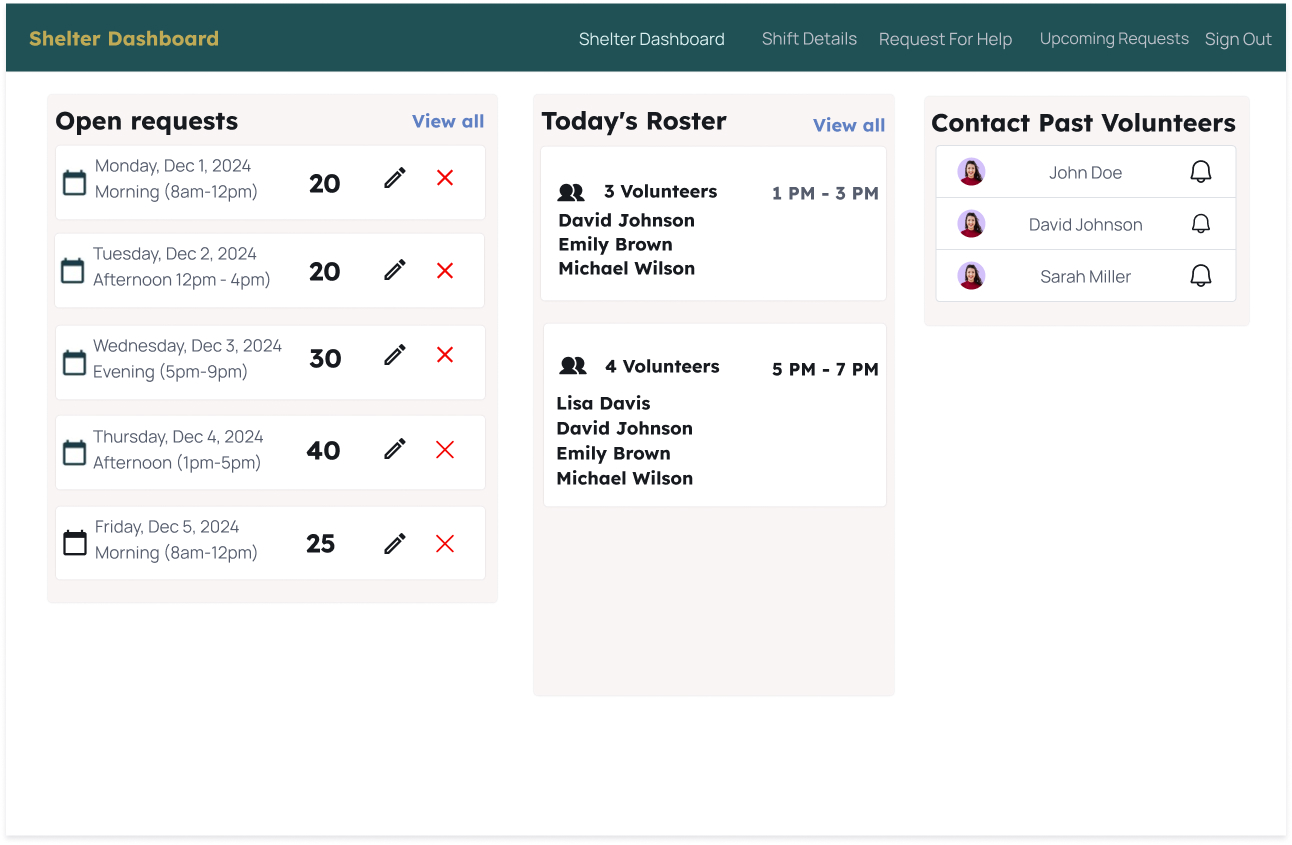 Shelter Dashboard
Shelter Dashboard
Shift Details
Request For Help
Upcoming Requests
Sign Out
Open requests
View all
Monday, Dec 1, 2024
Morning (8am-12pm)
20
Tuesday, Dec 2, 2024
Afternoon 12pm - 4pm)
20
Wednesday, Dec 3, 2024
Evening (5pm-9pm)
30
Thursday, Dec 4, 2024
Afternoon (1pm-5pm)
40
Friday, Dec 5, 2024
Morning (8am-12pm)
25
Today's Roster
View all
3 Volunteers
1 PM - 3 PM
David Johnson
Emily Brown
Michael Wilson
4 Volunteers
5 PM - 7 PM
Lisa Davis
David Johnson
Emily Brown
Michael Wilson
Contact Past Volunteers
John Doe
David Johnson
Sarah Miller